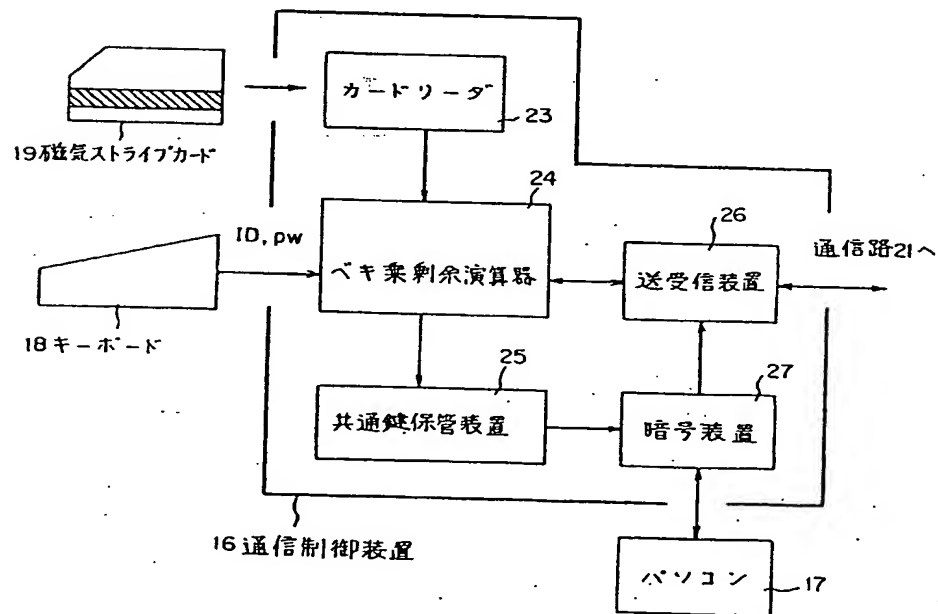 カードリーダ
23
19磁気ストライプカード
24
26
ID,pw
通信路21へ
ベキ乗剰余演算器
送受信装置
18キーボード
25
27
共通鍵保管装置
暗号装置
16通信制御装置
パソコン
17